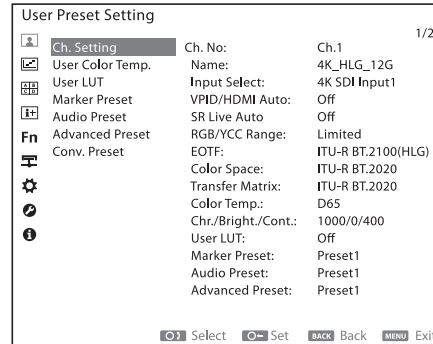 User Preset Setting
1/2
Ch. Setting
User Color Temp.
User LUT
Marker Preset
Audio Preset
Advanced Preset
Conv. Preset
Fn
Ch. No: Ch.1
Name: 4K_HLG_12G
Input Select: 4K SDI Input1
VPID/HDMI Auto: Off
SR Live Auto Off
RGB/YCC Range: Limited
EOTF: ITU-R BT.2100(HLG)
Color Space: ITU-R BT.2020
Transfer Matrix: ITU-R BT.2020
Color Temp.: D65
Chr./Bright./Cont.: 1000/0/400
User LUT: Off
Marker Preset: Preset1
Audio Preset: Preset1
Advanced Preset: Preset1
Select Set BACK Back MENU Exit